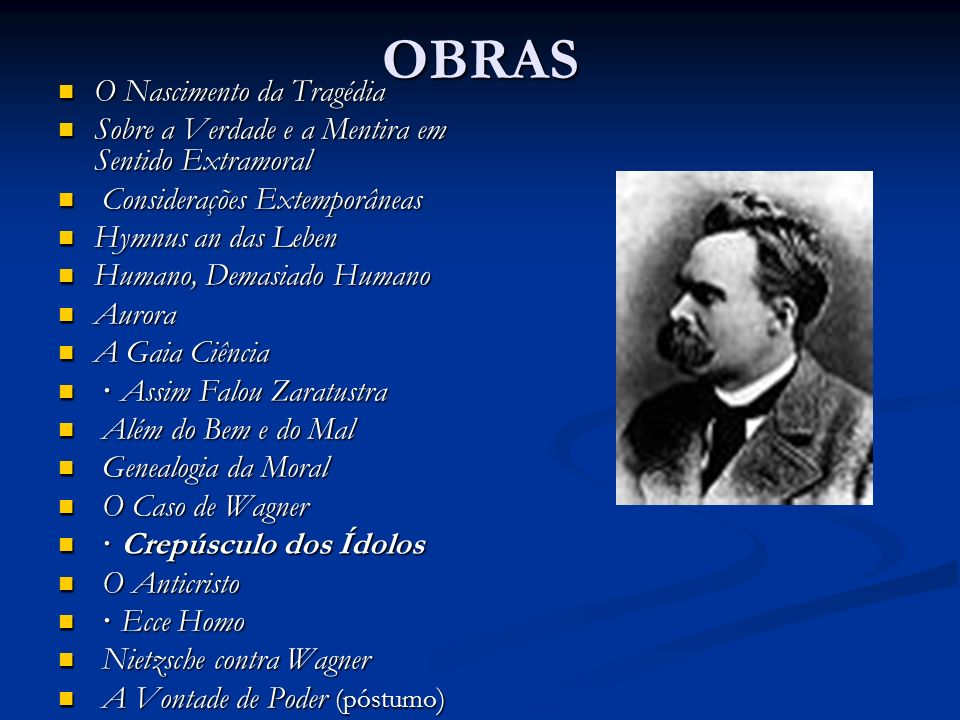 OBRAS
O Nascimento da Tragédia
Sobre a Verdade e a Mentira em
Sentido Extramoral
Considerações Extemporâneas
Hymnus an das Leben
Humano, Demasiado Humano
Aurora
A Gaia Ciência
· Assim Falou Zaratustra
Além do Bem e do Mal
Genealogia da Moral
O Caso de Wagner
· Crepúsculo dos Ídolos
O Anticristo
· Ecce Homo
Nietzsche contra Wagner
A Vontade de Poder (póstumo)